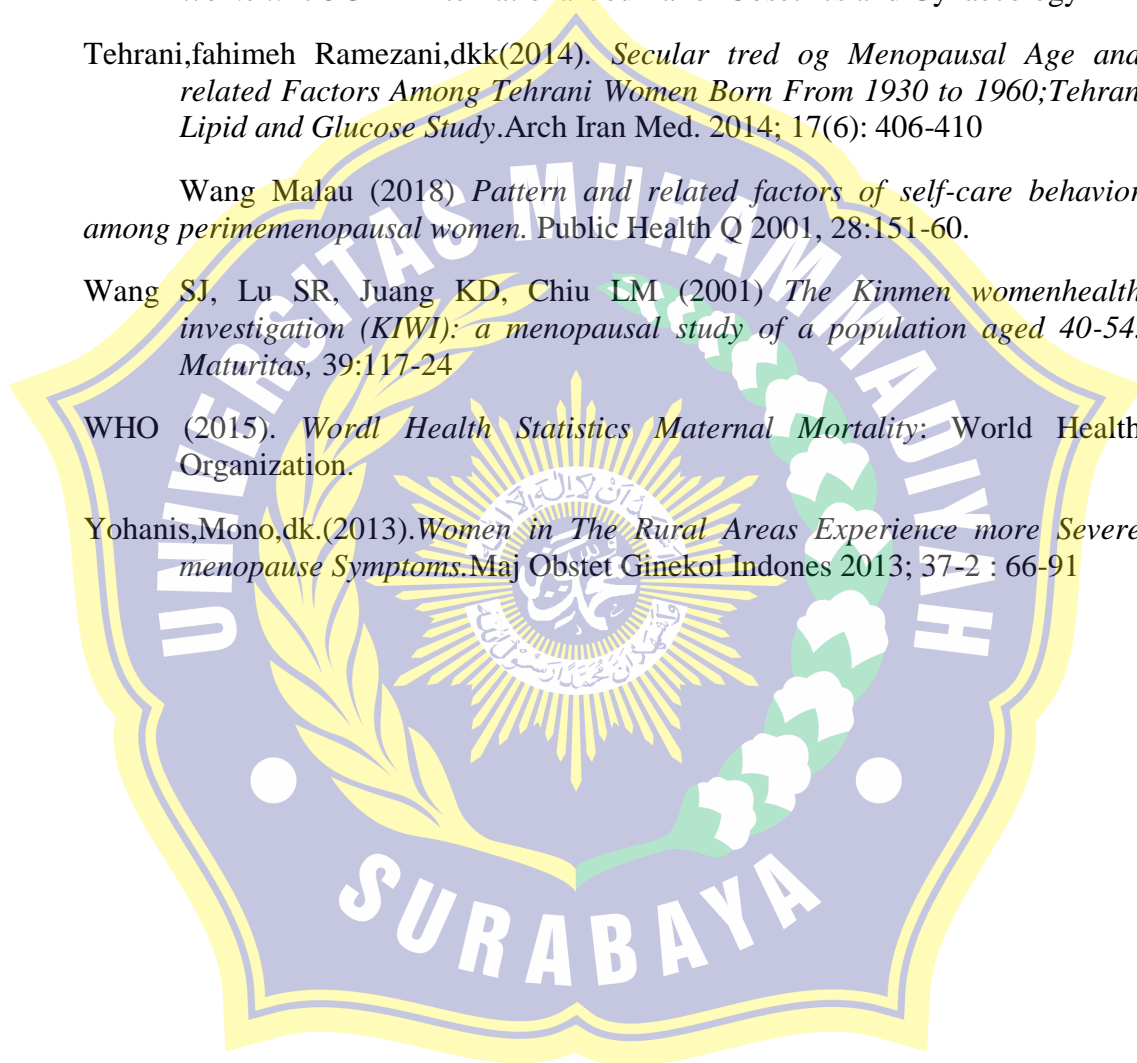 Tehrani,fahimeh Ramezani,dkk(2014). Secular tred og Menopausal Age and
related Factors Among Tehrani Women Born From 1930 to 1960;Tehran
Lipid and Glucose Study.Arch Iran Med. 2014; 17(6): 406-410
Wang Malau (2018) Pattern and related factors of self-care behavior
among perimemenopausal women. Public Health Q 2001, 28:151-60.
Wang SJ, Lu SR, Juang KD, Chiu LM (2001) The Kinmen womenhealth
investigation (KIWI): a menopausal study of a population aged 40-54.
Maturitas, 39:117-24
WHO (2015). Wordl Health Statistics Maternal Mortality: World Health
Organization.
Yohanis,Mono,dk.(2013).Women in The Rural Areas Experience more Severe
menopause Symptoms.Maj Obstet Ginekol Indones 2013; 37-2 : 66-91
UNIVERSITAS MUHAMMADIYAH
SURABAYA